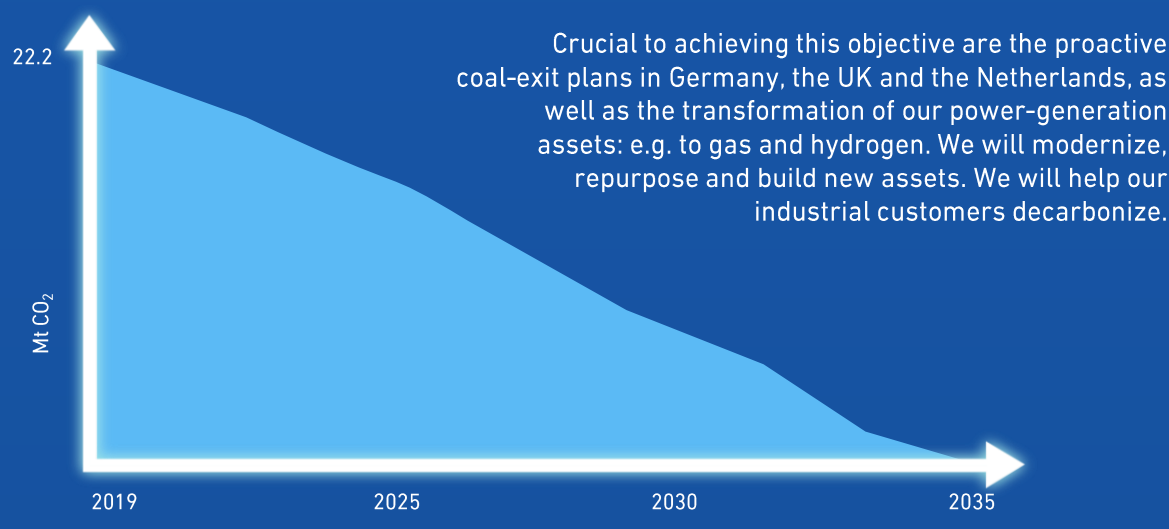 22.2
Crucial to achieving this objective are the proactive
coal-exit plans in Germany, the UK and the Netherlands, as
well as the transformation of our power-generation
assets: e.g. to gas and hydrogen. We will modernize,
repurpose and build new assets. We will help our
industrial customers decarbonize.
Mt CO₂
2019 2025 2030 2035